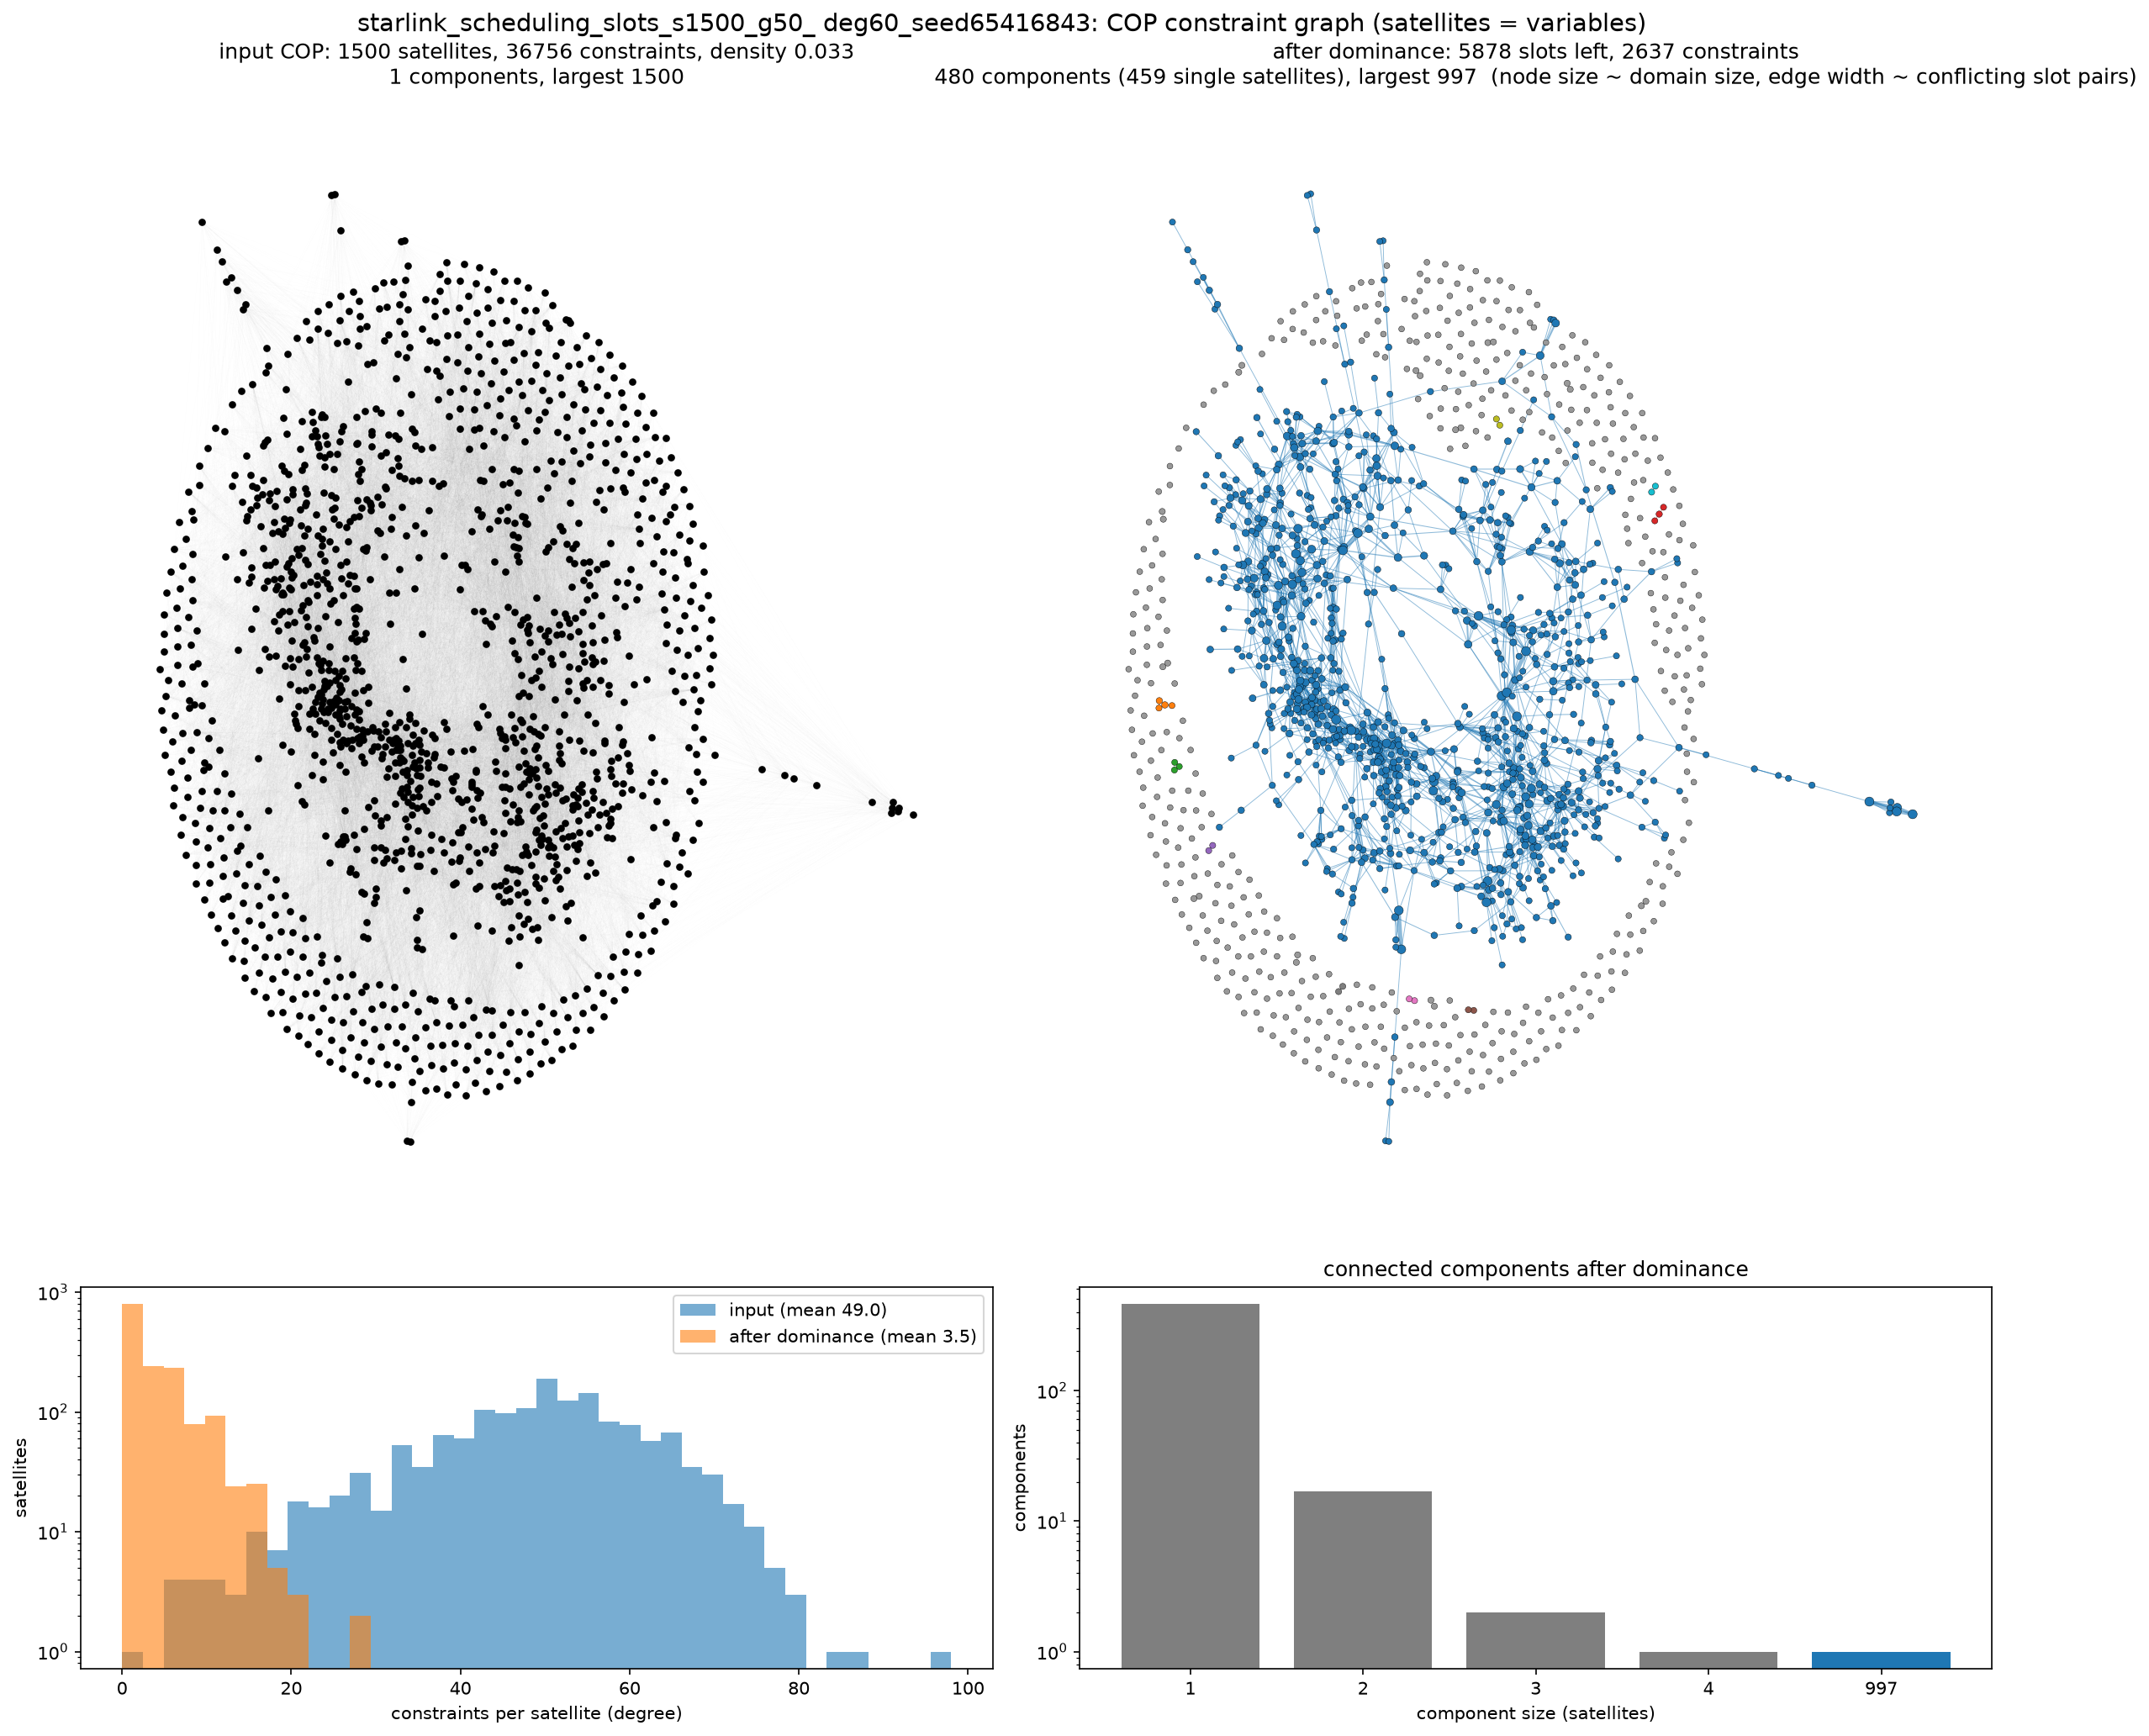 starlink_scheduling_slots_s1500_g50_ deg60_seed65416843: COP constraint graph (satellites = variables)
input COP: 1500 satellites, 36756 constraints, density 0.033
1 components, largest 1500
after dominance: 5878 slots left, 2637 constraints
480 components (459 single satellites), largest 997  (node size ~ domain size, edge width ~ conflicting slot pairs)
10³
10²
10¹
10⁰
satellites
input (mean 49.0)
after dominance (mean 3.5)
0 20 40 60 80 100
constraints per satellite (degree)
connected components after dominance
10²
10¹
10⁰
components
1 2 3 4 997
component size (satellites)